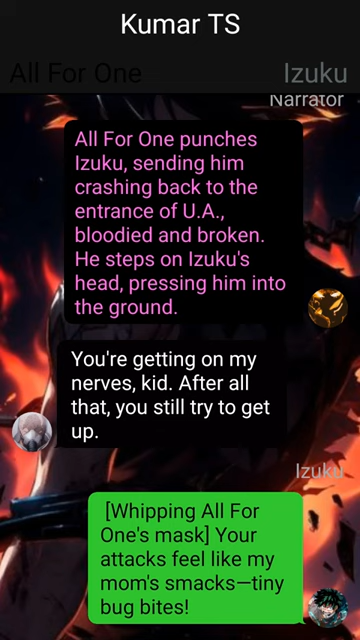 Kumar TS
All For One
Izuku
Narrator
All For One punches
Izuku, sending him
crashing back to the
entrance of U.A.,
bloodied and broken.
He steps on Izuku's
head, pressing him into
the ground.
You're getting on my
nerves, kid. After all
that, you still try to get
up.
Izuku
[Whipping All For
One's mask] Your
attacks feel like my
mom's smacks—tiny
bug bites!